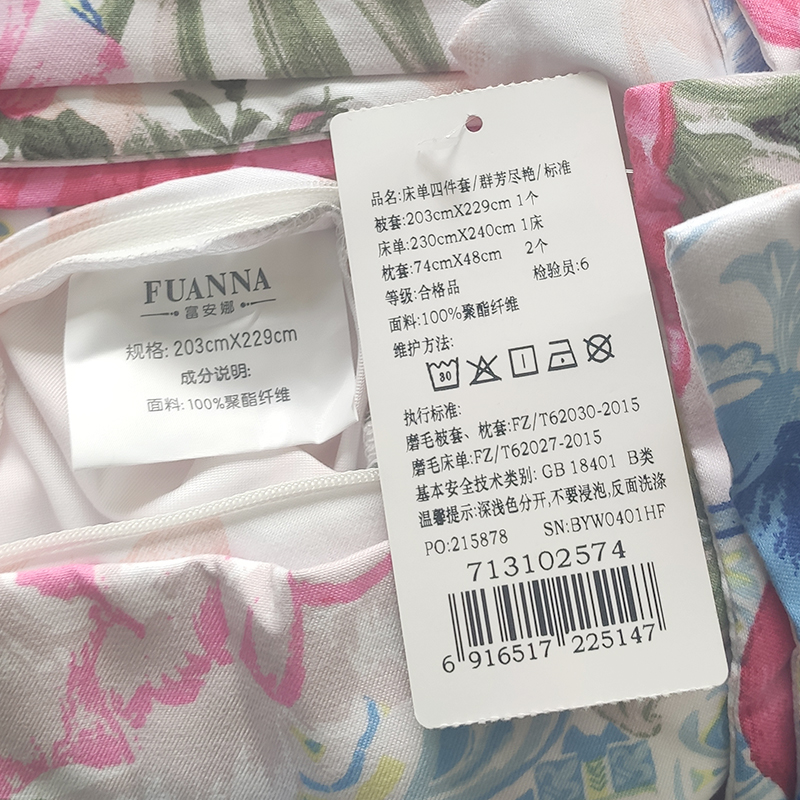 FUANNA
富安娜
规格: 203cmX229cm
成分说明:
面料: 100%聚酯纤维
品名:床单四件套/群芳尽艳/标准
被套:203cmX229cm 1个
床单:230cmX240cm 1床
枕套:74cmX48cm 2个
等级:合格品 检验员:6
面料:100%聚酯纤维
维护方法:
30
执行标准:
磨毛被套、枕套:FZ/T62030-2015
磨毛床单:FZ/T62027-2015
基本安全技术类别: GB 18401 B类
温馨提示:深浅色分开,不要浸泡,反面洗涤
PO:215878 SN:BYW0401HF
713102574
6 916517 225147